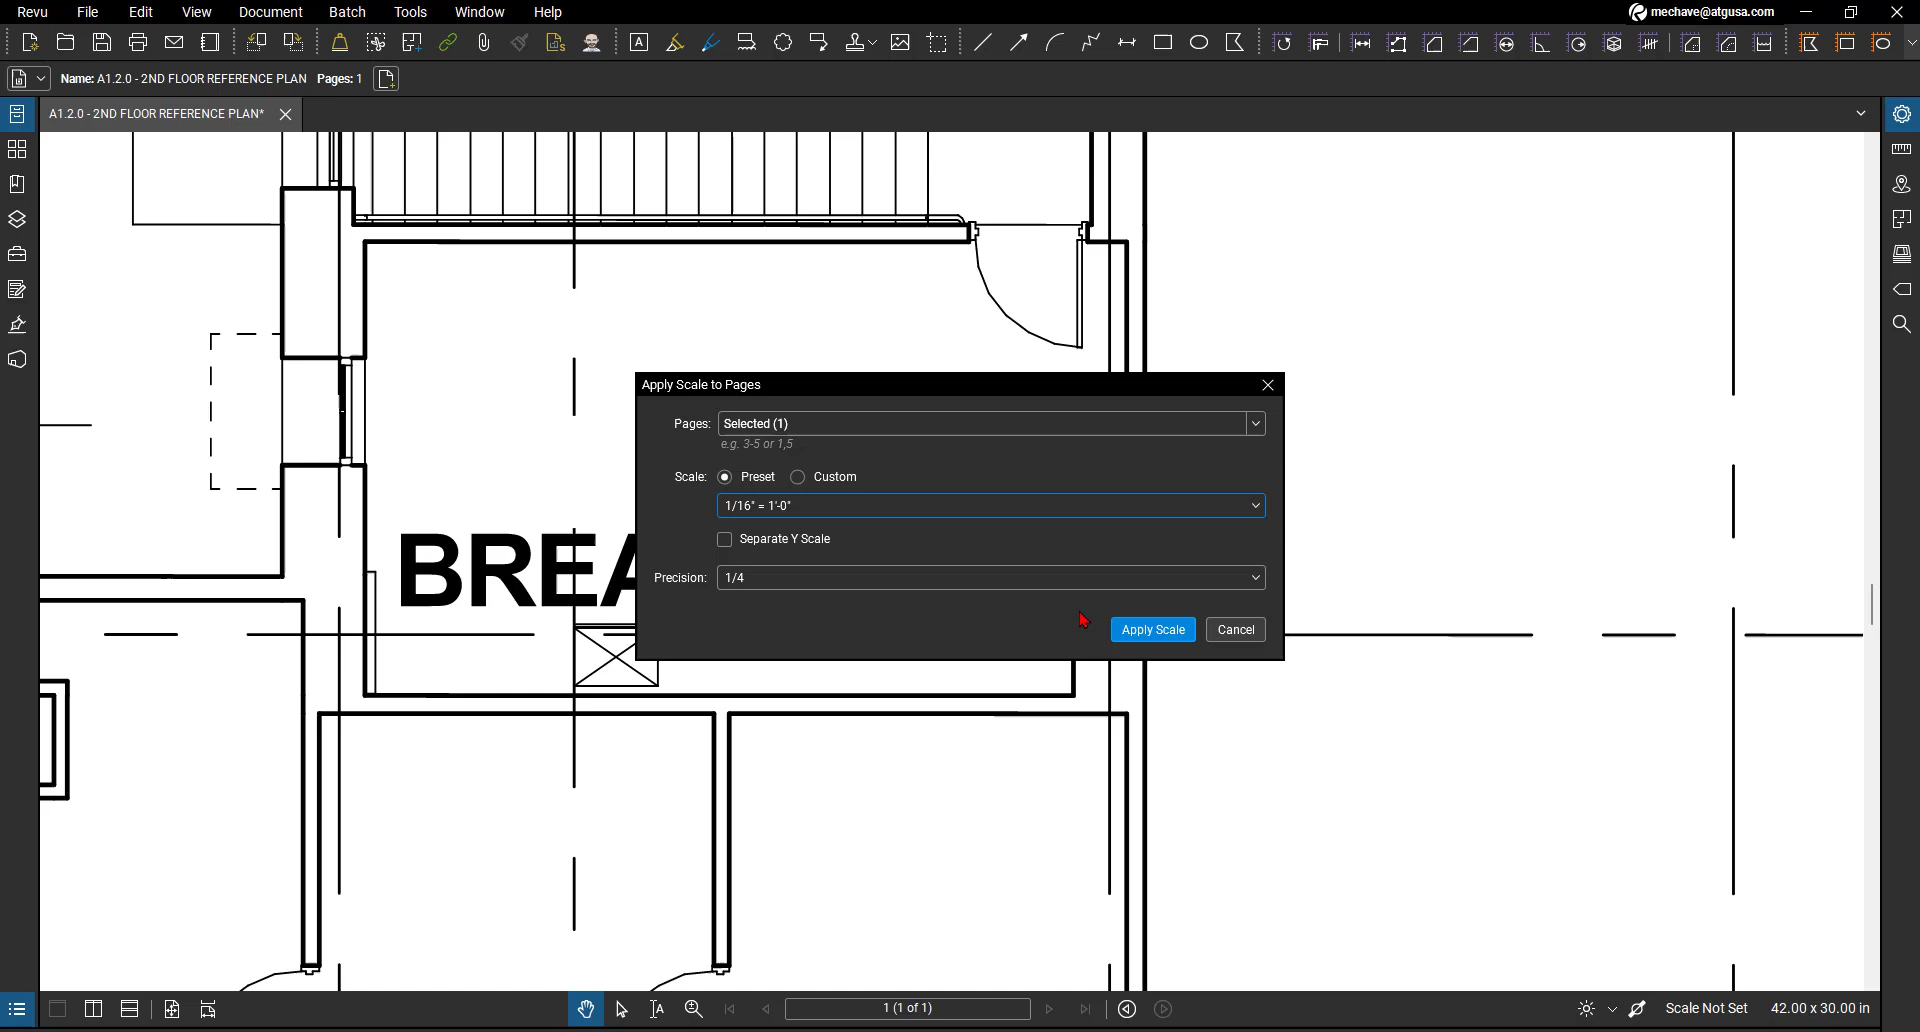 Revu File Edit View Document Batch Tools Window Help mechave@atgusa.com
Name: A1.2.0 - 2ND FLOOR REFERENCE PLAN Pages: 1
A1.2.0 - 2ND FLOOR REFERENCE PLAN*
Apply Scale to Pages
Pages: Selected (1)
e.g. 3-5 or 1,5
Scale: Preset Custom
1/16" = 1'-0"
Separate Y Scale
Precision: 1/4
Apply Scale Cancel
BREA
1 (1 of 1)
Scale Not Set 42.00 x 30.00 in